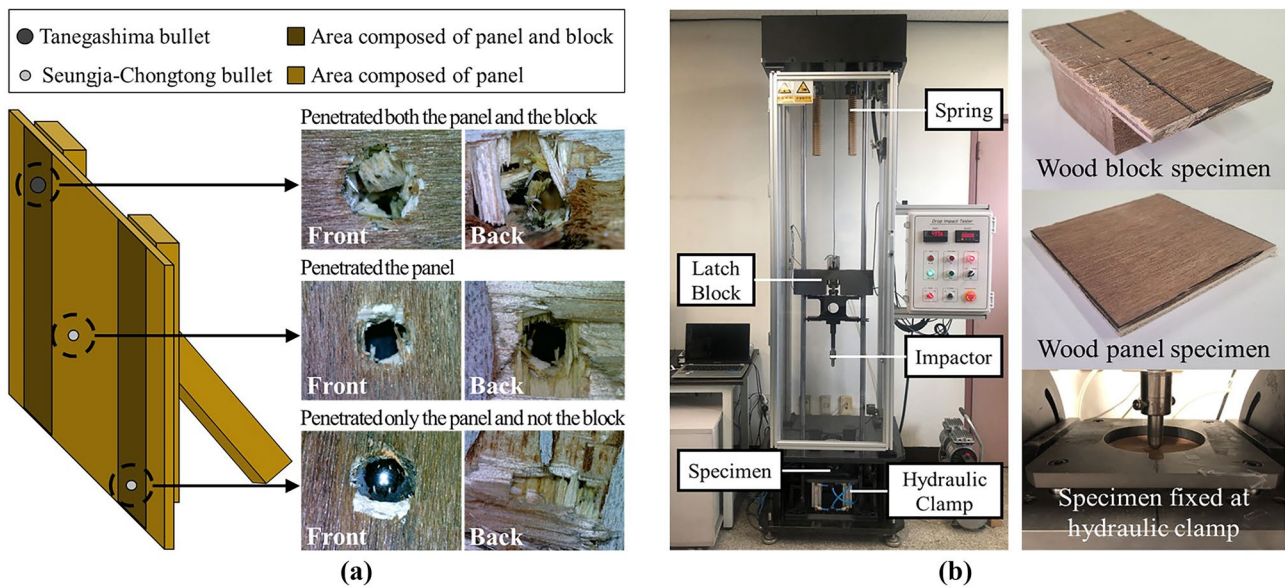 Tanegashima bullet
Area composed of panel and block
Seungja-Chongtong bullet
Area composed of panel
Penetrated both the panel and the block
Front
Back
Penetrated the panel
Front
Back
Penetrated only the panel and not the block
Front
Back
(a)
Spring
Drop Impact Tester
Latch
Block
Impactor
Specimen
Hydraulic
Clamp
Wood block specimen
Wood panel specimen
Specimen fixed at
hydraulic clamp
(b)